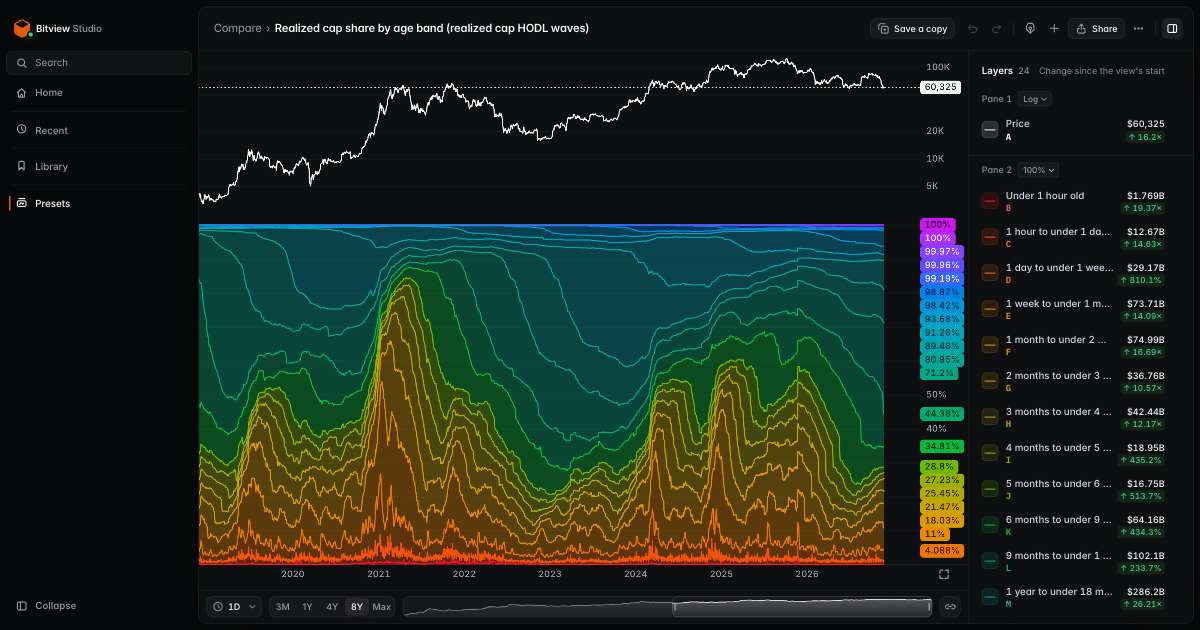 Bitview Studio
Search
Home
Recent
Library
Presets
Collapse
Compare › Realized cap share by age band (realized cap HODL waves)
Save a copy
Share
100K
60,325
20K
10K
5K
100%
100%
99.97%
99.96%
99.19%
98.87%
98.42%
93.68%
91.26%
89.48%
80.85%
71.2%
50%
44.38%
40%
34.81%
28.8%
27.23%
25.45%
21.47%
18.03%
11%
4.088%
2020 2021 2022 2023 2024 2025 2026
1D
3M 1Y 4Y 8Y Max
Layers 24 Change since the view's start
Pane 1 Log
Price $60,325
A ↑ 16.2×
Pane 2 100%
Under 1 hour old $1.769B
B ↑ 19.37×
1 hour to under 1 da... $12.67B
C ↑ 14.63×
1 day to under 1 wee... $29.17B
D ↑ 810.1%
1 week to under 1 m... $73.71B
E ↑ 14.09×
1 month to under 2 ... $74.99B
F ↑ 16.69×
2 months to under 3 ... $36.76B
G ↑ 10.57×
3 months to under 4 ... $42.44B
H ↑ 12.17×
4 months to under 5 ... $18.95B
I ↑ 435.2%
5 months to under 6 ... $16.75B
J ↑ 513.7%
6 months to under 9 ... $64.16B
K ↑ 434.3%
9 months to under 1 ... $102.1B
L ↑ 233.7%
1 year to under 18 m... $286.2B
M ↑ 26.21×